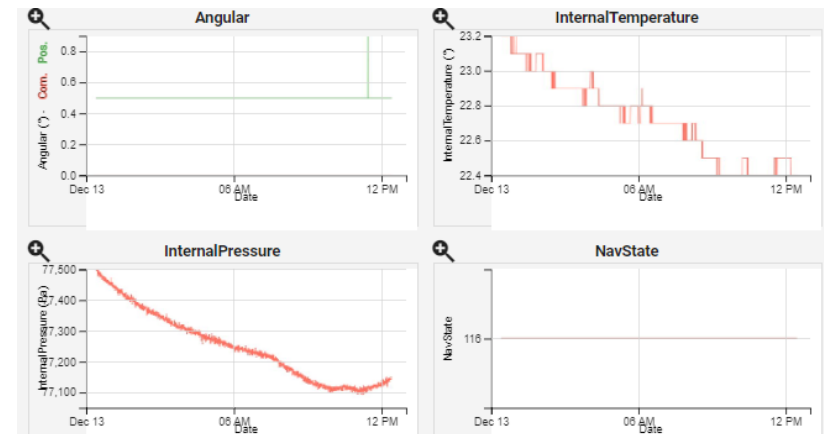 Angular
Angular (°) - Com. Pos.
0.8
0.6
0.4
0.2
0.0
Dec 13
06 AM
12 PM
Date
InternalTemperature
InternalTemperature (°)
23.2
23.0
22.8
22.6
22.4
Dec 13
06 AM
12 PM
Date
InternalPressure
InternalPressure (Pa)
77,500
77,400
77,300
77,200
77,100
Dec 13
06 AM
12 PM
Date
NavState
NavState
116
Dec 13
06 AM
12 PM
Date